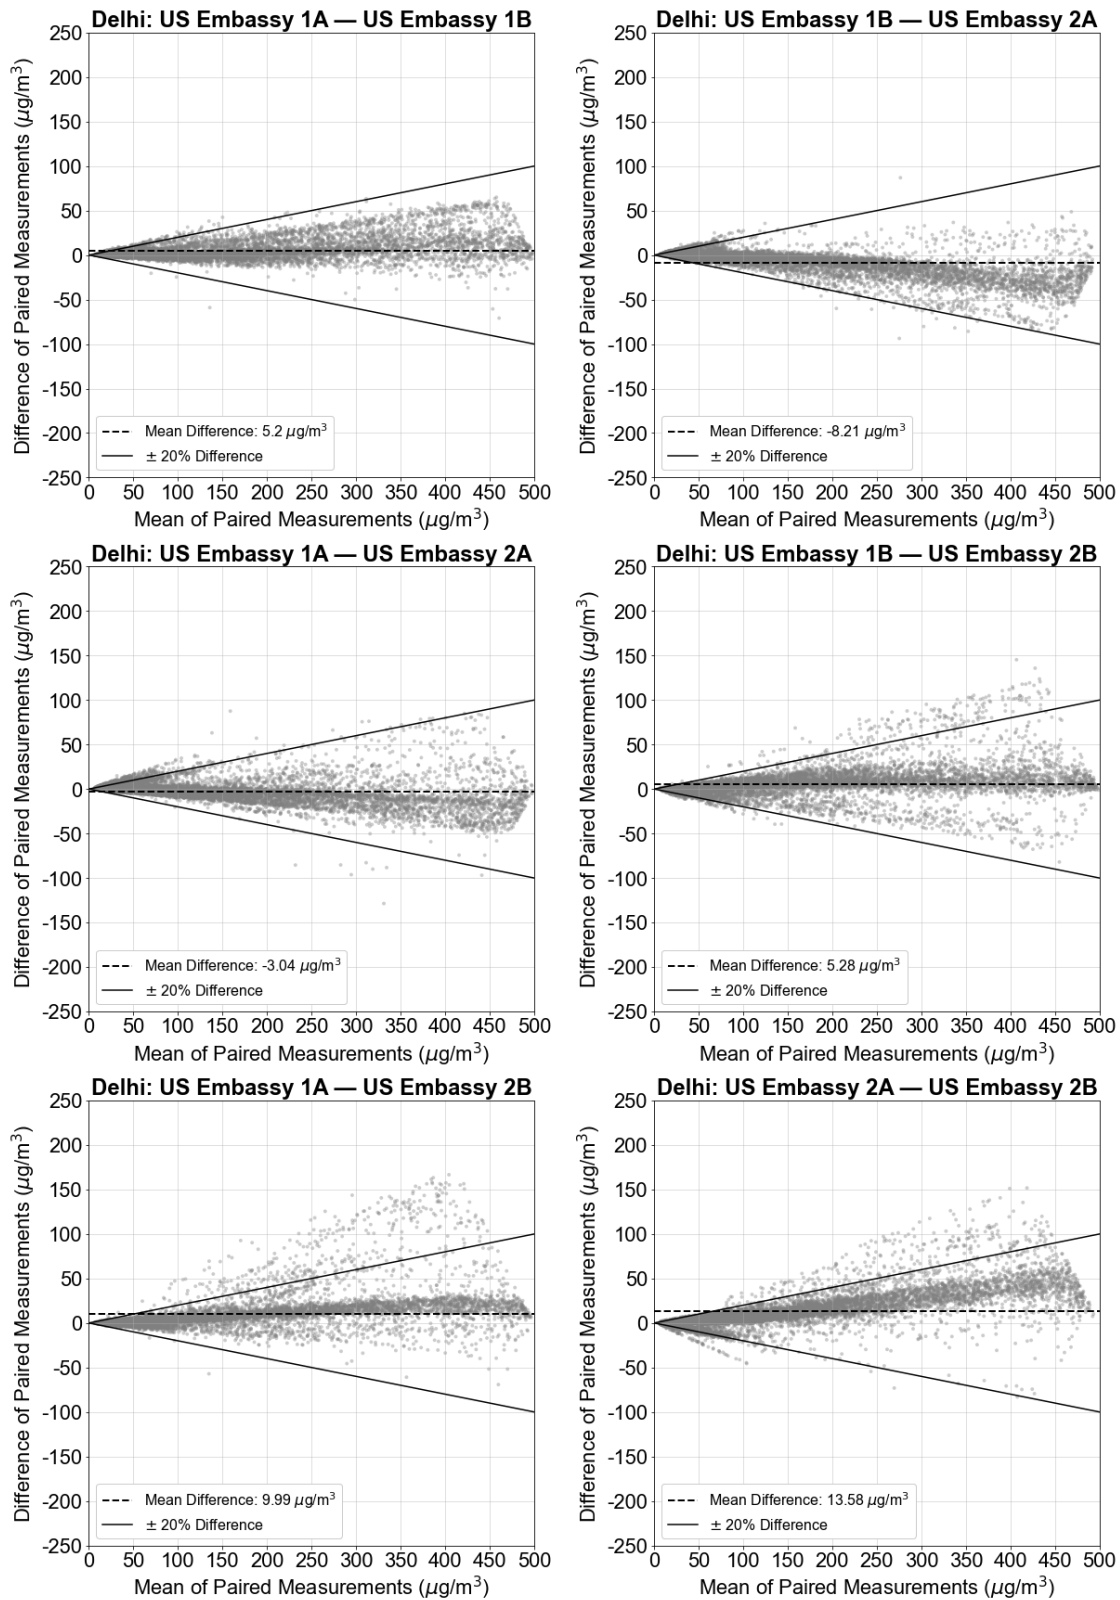 Delhi: US Embassy 1A — US Embassy 1B
Difference of Paired Measurements (µg/m³)
250
200
150
100
50
0
-50
-100
-150
-200
-250
Mean Difference: 5.2 µg/m³
± 20% Difference
0 50 100 150 200 250 300 350 400 450 500
Mean of Paired Measurements (µg/m³)
Delhi: US Embassy 1B — US Embassy 2A
Difference of Paired Measurements (µg/m³)
250
200
150
100
50
0
-50
-100
-150
-200
-250
Mean Difference: -8.21 µg/m³
± 20% Difference
0 50 100 150 200 250 300 350 400 450 500
Mean of Paired Measurements (µg/m³)
Delhi: US Embassy 1A — US Embassy 2A
Difference of Paired Measurements (µg/m³)
250
200
150
100
50
0
-50
-100
-150
-200
-250
Mean Difference: -3.04 µg/m³
± 20% Difference
0 50 100 150 200 250 300 350 400 450 500
Mean of Paired Measurements (µg/m³)
Delhi: US Embassy 1B — US Embassy 2B
Difference of Paired Measurements (µg/m³)
250
200
150
100
50
0
-50
-100
-150
-200
-250
Mean Difference: 5.28 µg/m³
± 20% Difference
0 50 100 150 200 250 300 350 400 450 500
Mean of Paired Measurements (µg/m³)
Delhi: US Embassy 1A — US Embassy 2B
Difference of Paired Measurements (µg/m³)
250
200
150
100
50
0
-50
-100
-150
-200
-250
Mean Difference: 9.99 µg/m³
± 20% Difference
0 50 100 150 200 250 300 350 400 450 500
Mean of Paired Measurements (µg/m³)
Delhi: US Embassy 2A — US Embassy 2B
Difference of Paired Measurements (µg/m³)
250
200
150
100
50
0
-50
-100
-150
-200
-250
Mean Difference: 13.58 µg/m³
± 20% Difference
0 50 100 150 200 250 300 350 400 450 500
Mean of Paired Measurements (µg/m³)